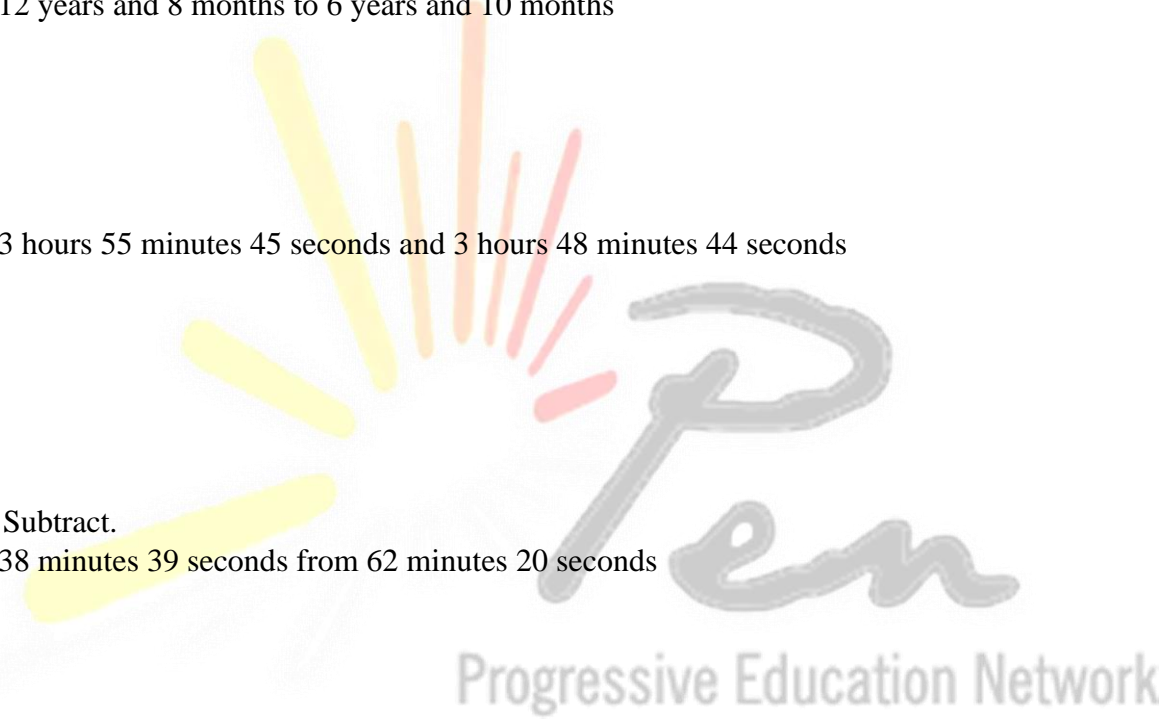 12 years and 8 months to 6 years and 10 months
3 hours 55 minutes 45 seconds and 3 hours 48 minutes 44 seconds
Subtract.
38 minutes 39 seconds from 62 minutes 20 seconds
Pen
Progressive Education Network